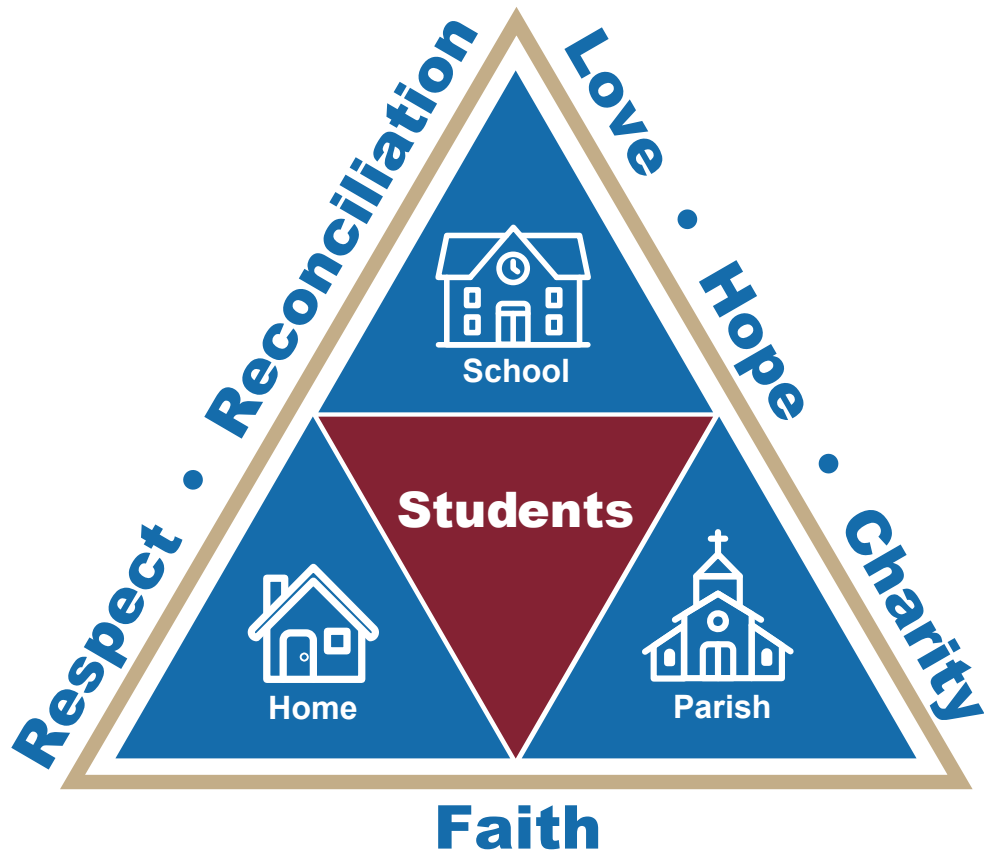 Respect • Reconciliation
Love • Hope • Charity
School
Students
Home
Parish
Faith